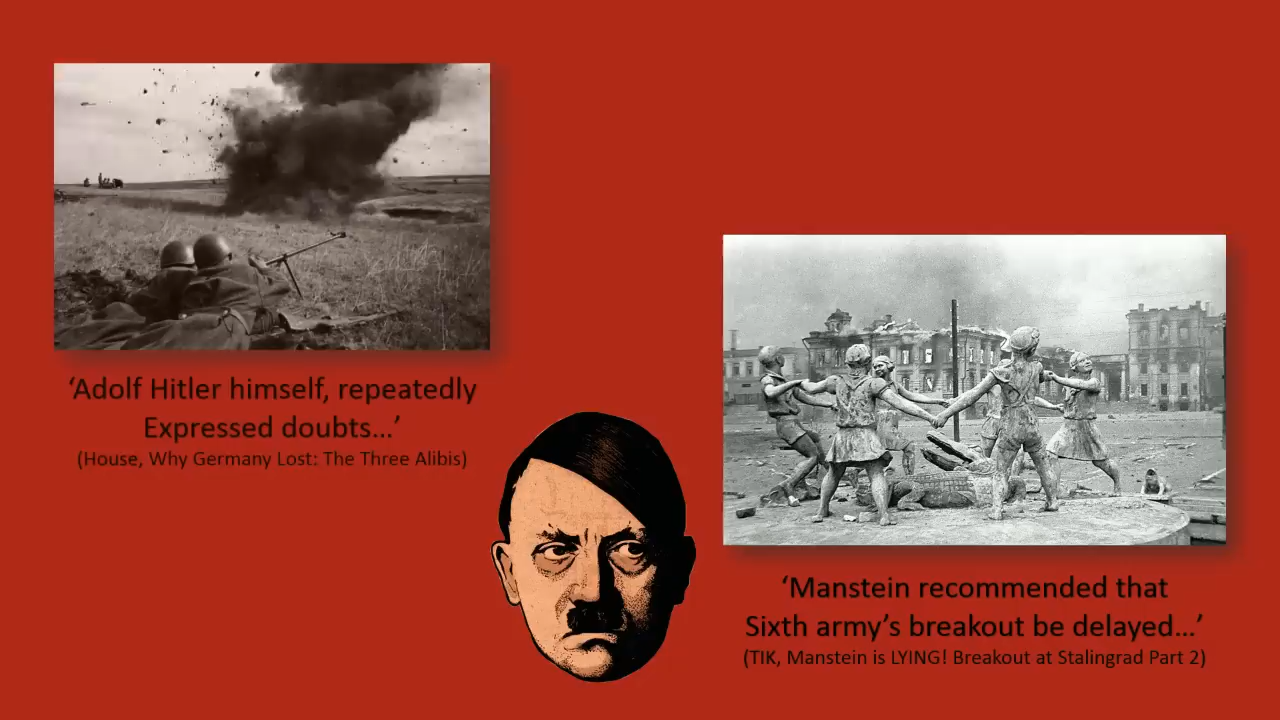 ‘Adolf Hitler himself, repeatedly
Expressed doubts...’
(House, Why Germany Lost: The Three Alibis)
‘Manstein recommended that
Sixth army’s breakout be delayed...’
(TIK, Manstein is LYING! Breakout at Stalingrad Part 2)